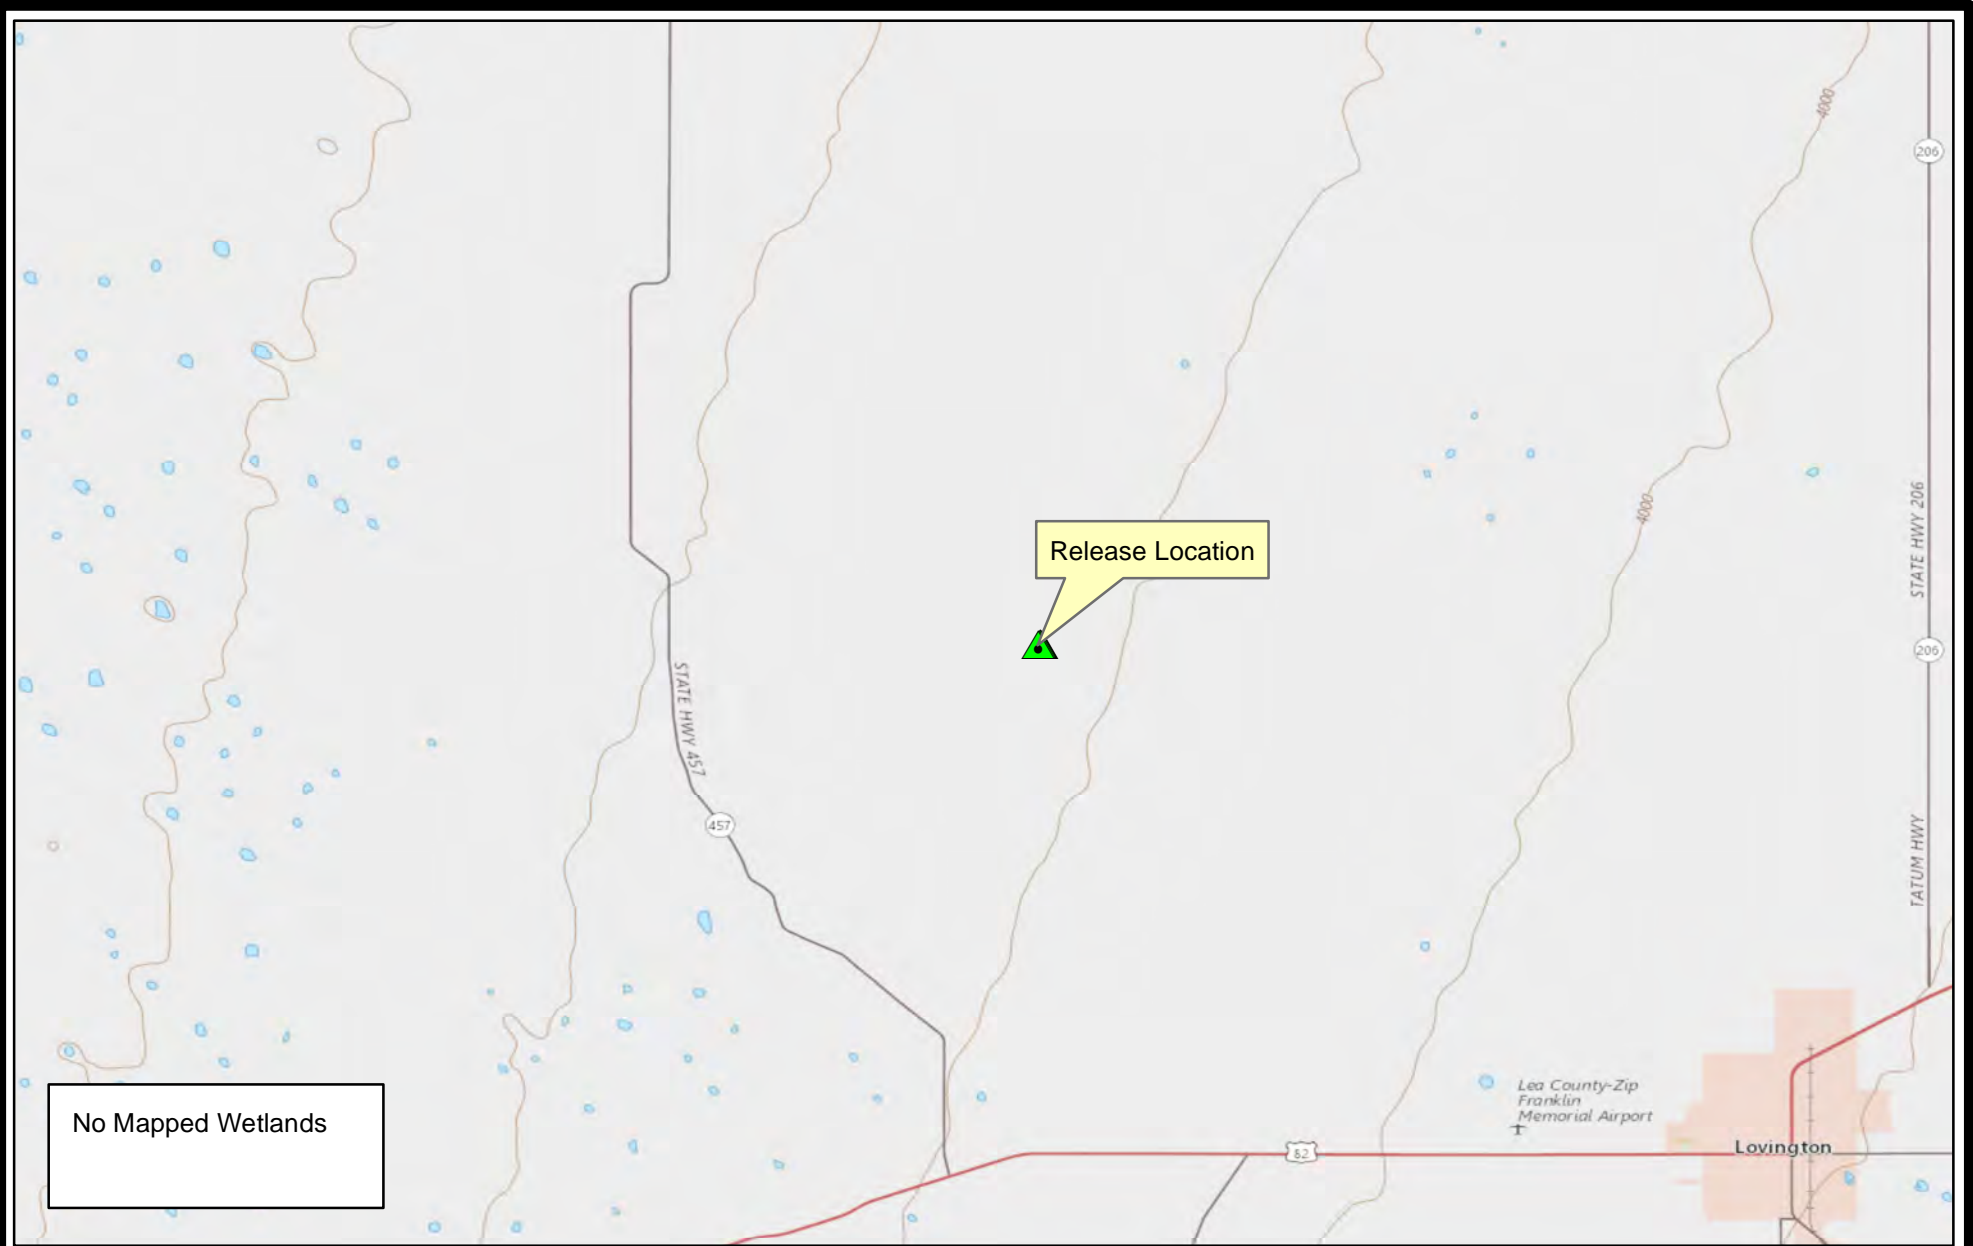 4000
206
4000
STATE HWY 206
Release Location
206
STATE HWY 457
457
TATUM HWY
Lea County-Zip
Franklin
Memorial Airport
No Mapped Wetlands
82
Lovington